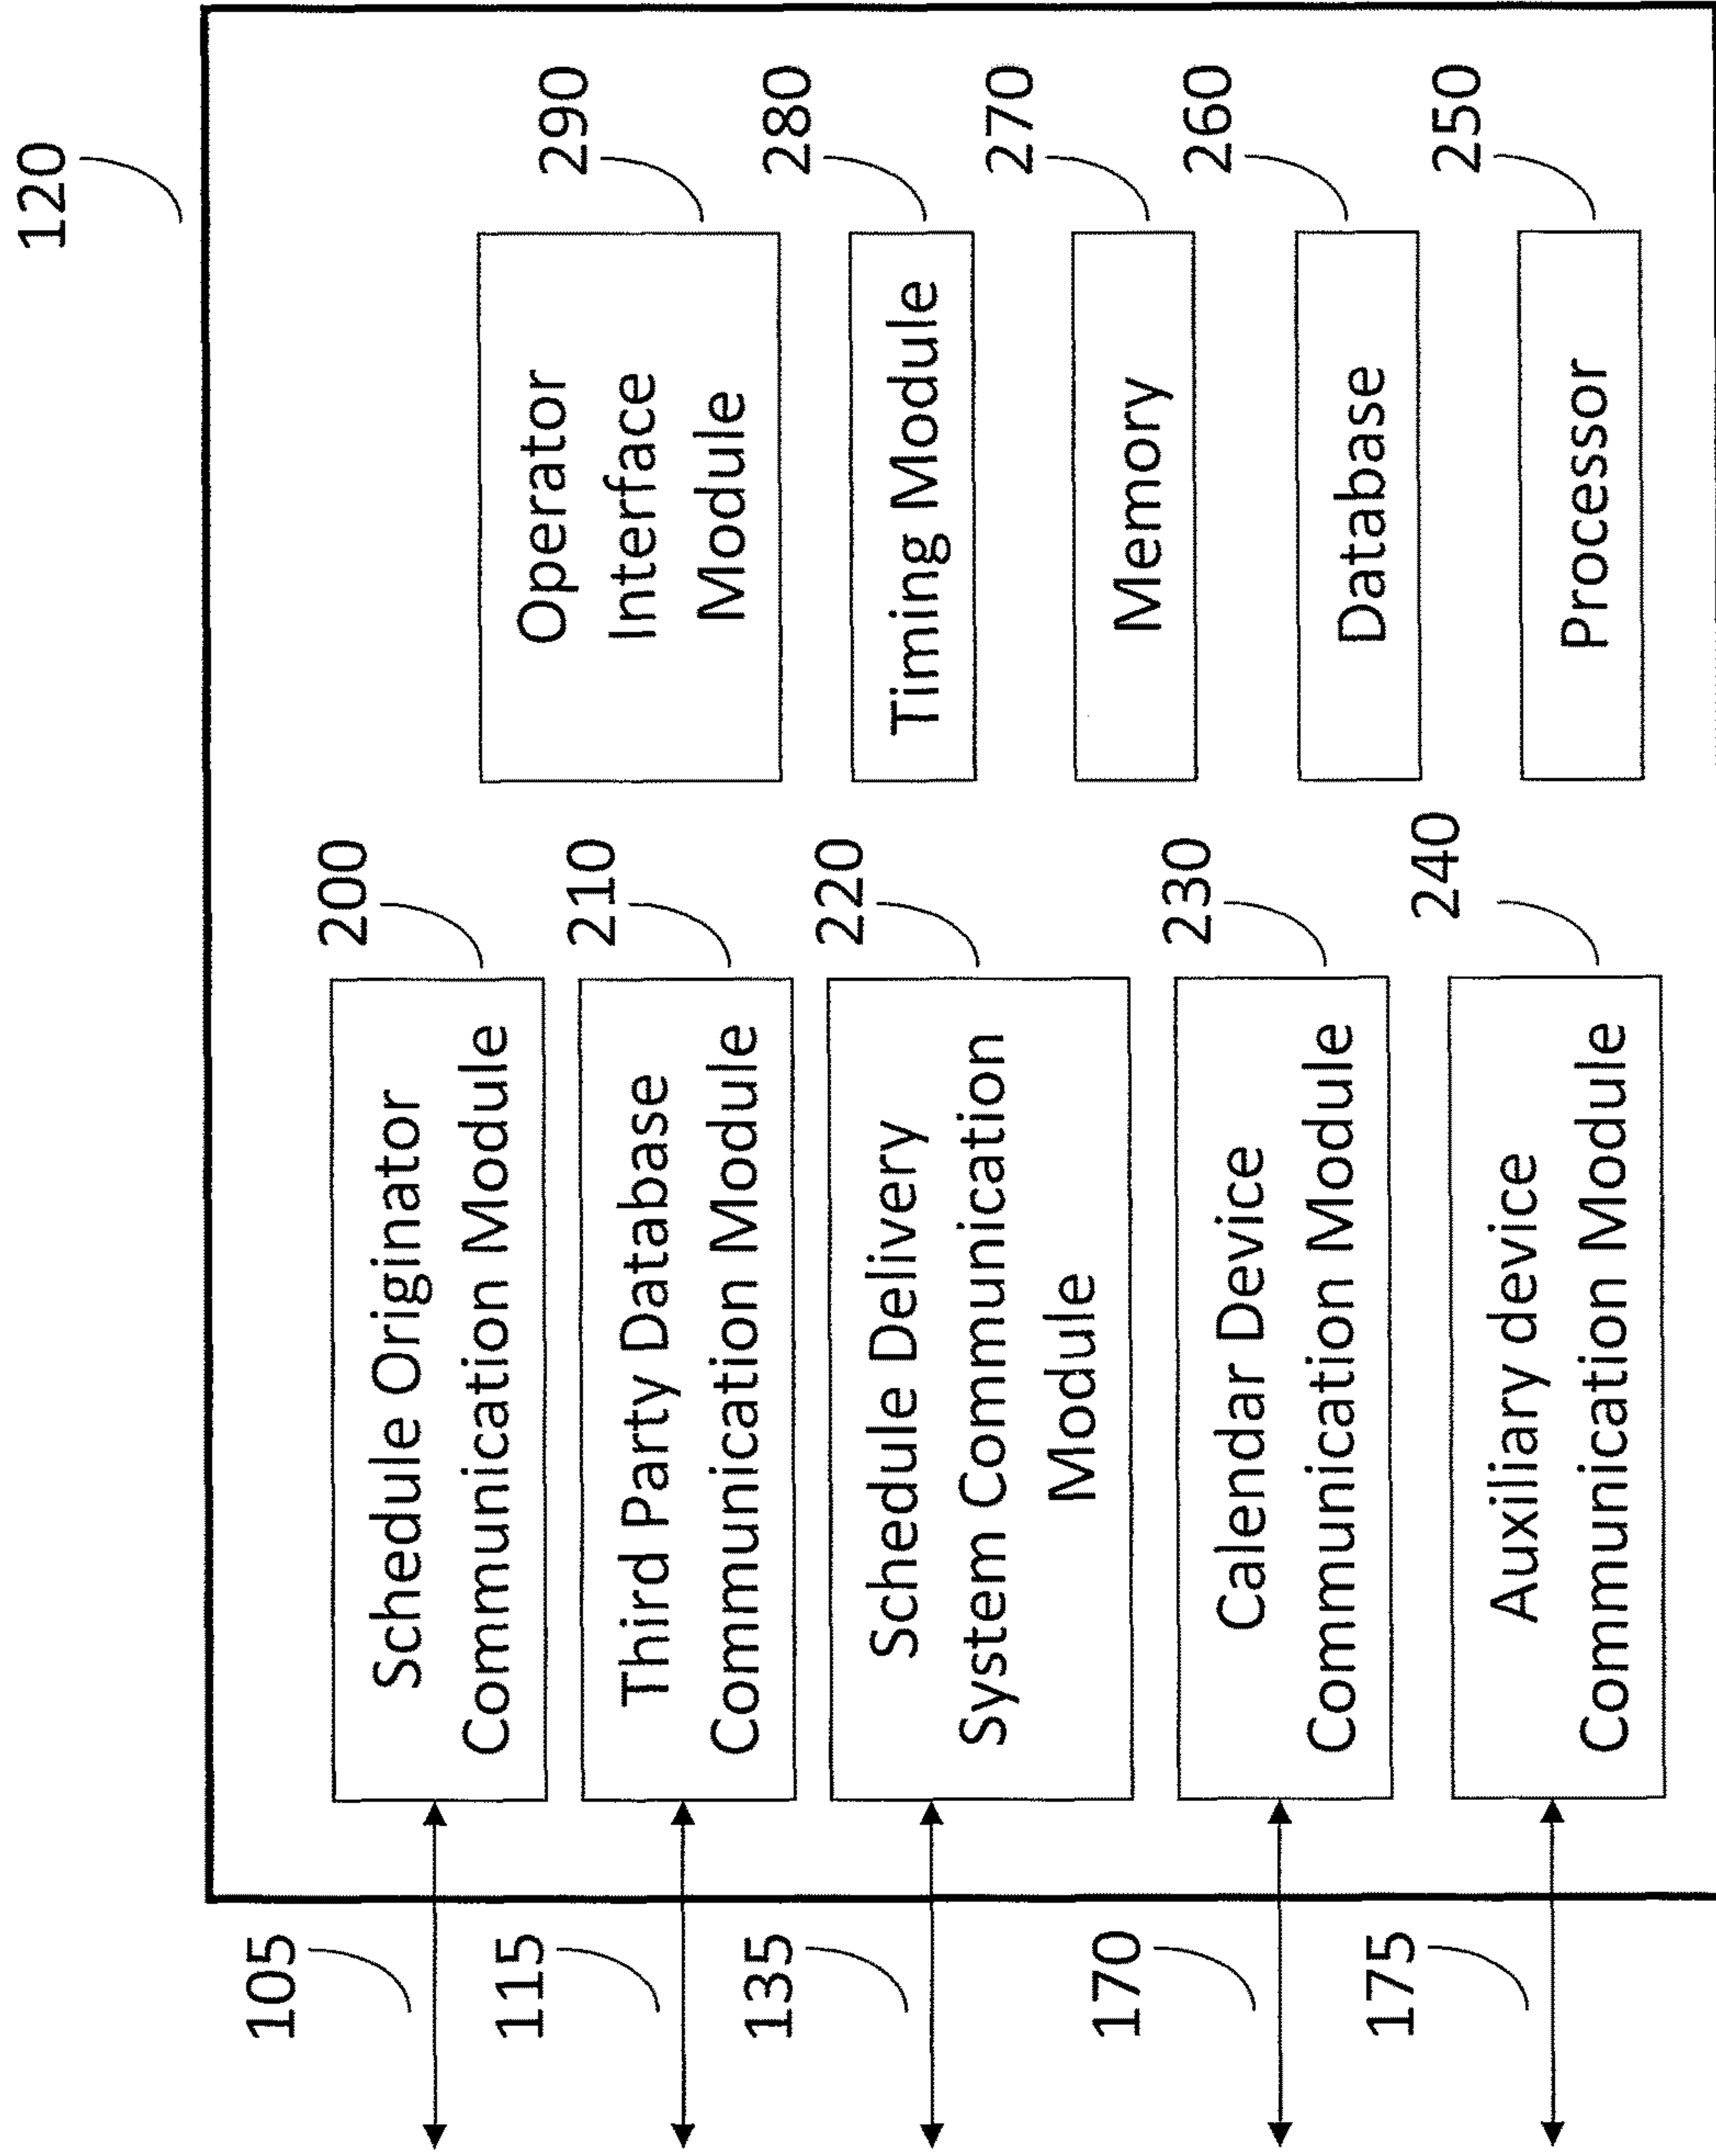 120
200
Schedule Originator
Communication Module
210
Third Party Database
Communication Module
220
Schedule Delivery
System Communication
Module
230
Calendar Device
Communication Module
240
Auxiliary device
Communication Module
290
Operator
Interface
Module
280
Timing Module
270
Memory
260
Database
250
Processor
105
115
135
170
175